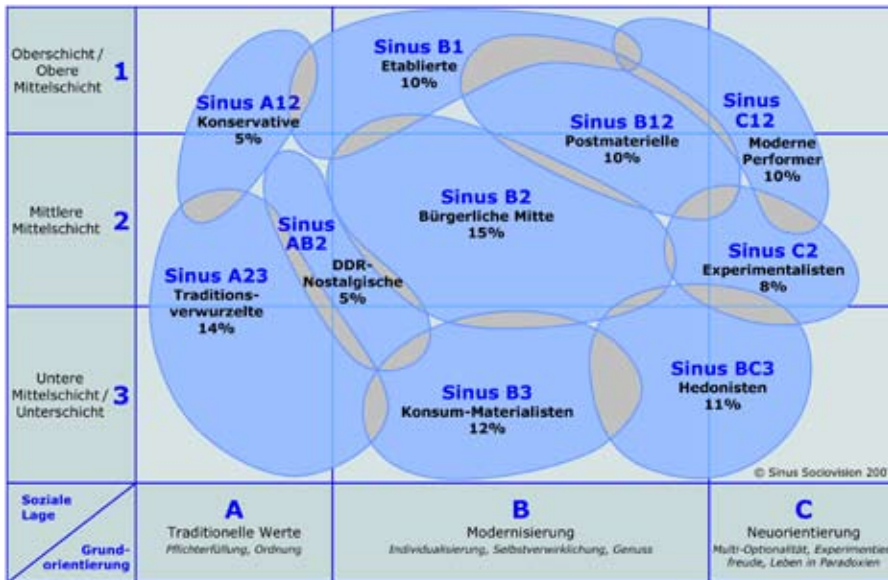 Oberschicht /
Obere
Mittelschicht
1
Mittlere
Mittelschicht
2
Untere
Mittelschicht /
Unterschicht
3
Sinus A12
Konservative
5%
Sinus B1
Etablierte
10%
Sinus B12
Postmaterielle
10%
Sinus
C12
Moderne
Performer
10%
Sinus
AB2
DDR-
Nostalgische
5%
Sinus B2
Bürgerliche Mitte
15%
Sinus C2
Experimentalisten
8%
Sinus A23
Traditions-
verwurzelte
14%
Sinus B3
Konsum-Materialisten
12%
Sinus BC3
Hedonisten
11%
© Sinus Sociovision 200
Soziale
Lage
Grund-
orientierung
A
Traditionelle Werte
Pflichterfüllung, Ordnung
B
Modernisierung
Individualisierung, Selbstverwirklichung, Genuss
C
Neuorientierung
Multi-Optionalität, Experimentier
freude, Leben in Paradoxien